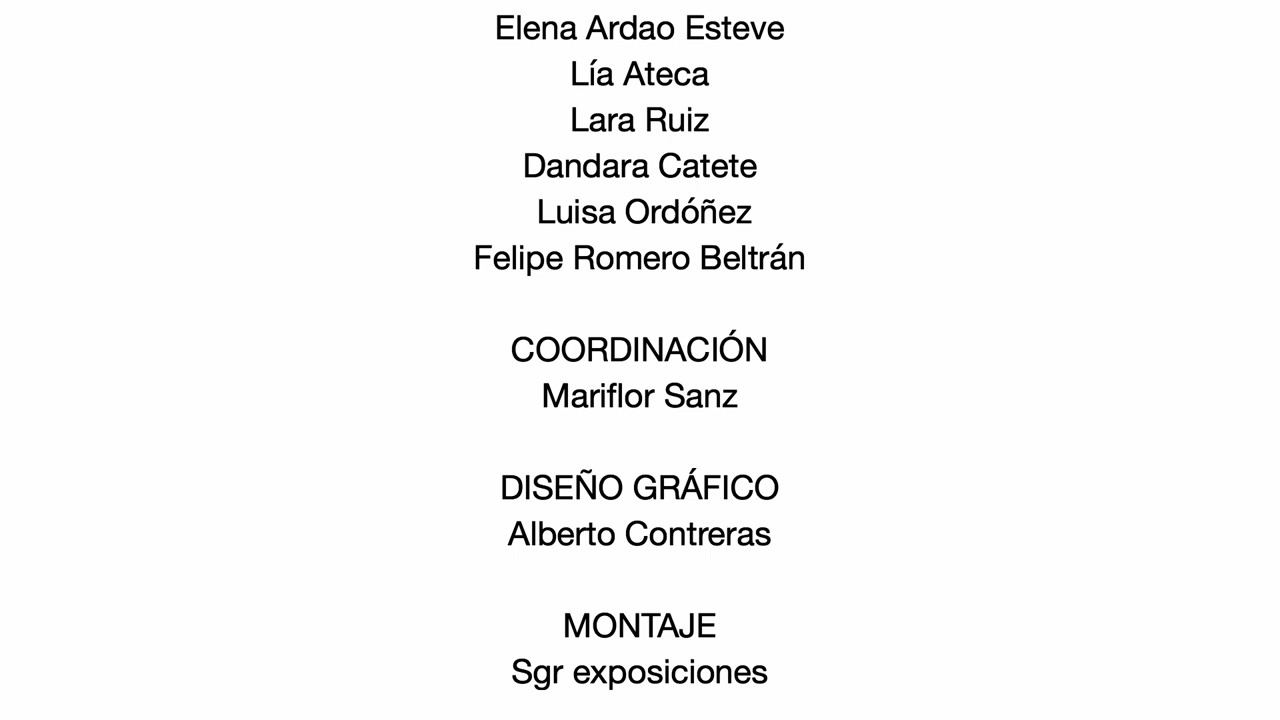 Elena Ardao Esteve
Lía Ateca
Lara Ruiz
Dandara Catete
Luisa Ordóñez
Felipe Romero Beltrán
COORDINACIÓN
Mariflor Sanz
DISEÑO GRÁFICO
Alberto Contreras
MONTAJE
Sgr exposiciones